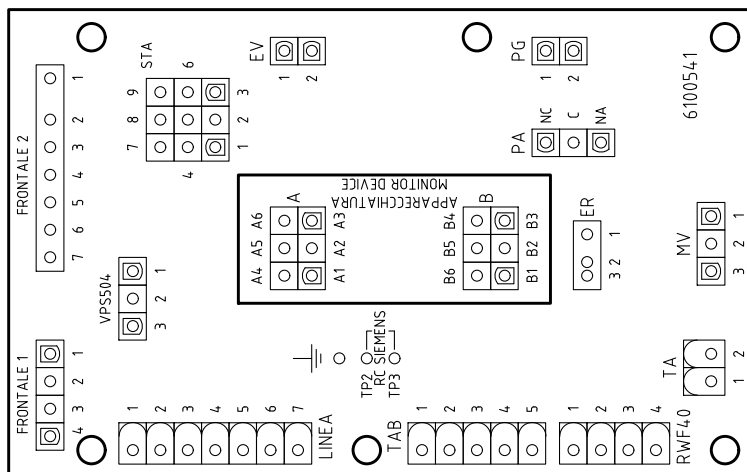 STA
6
9 8 7
3 2 1
4
EV
1 2
PG
1 2
PA
NC C NA
6100541
FRONTALE 2
1
2
3
4
5
6
7
VPS504
1
2
3
FRONTALE 1
1
2
3
4
APPARECCHIATURA
MONITOR DEVICE
A
A6 A5 A4
A3 A2 A1
B
B4 B5 B6
B3 B2 B1
ER
1
3 2
MV
1
2
3
TA
1 2
TP2
TP3
RC SIEMENS
LINEA
1 2 3 4 5 6 7
TAB
1 2 3 4 5
RWF40
1 2 3 4